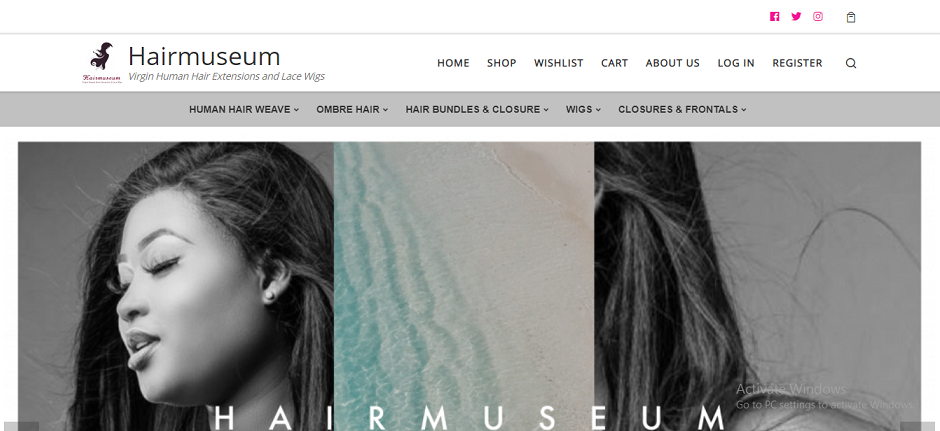 Hairmuseum
Virgin Human Hair Extensions and Lace Wigs
Hairmuseum
HOME SHOP WISHLIST CART ABOUT US LOG IN REGISTER
HUMAN HAIR WEAVE OMBRE HAIR HAIR BUNDLES & CLOSURE WIGS CLOSURES & FRONTALS
HAIRMUSEUM
Activate Windows
Go to PC settings to activate Windows.